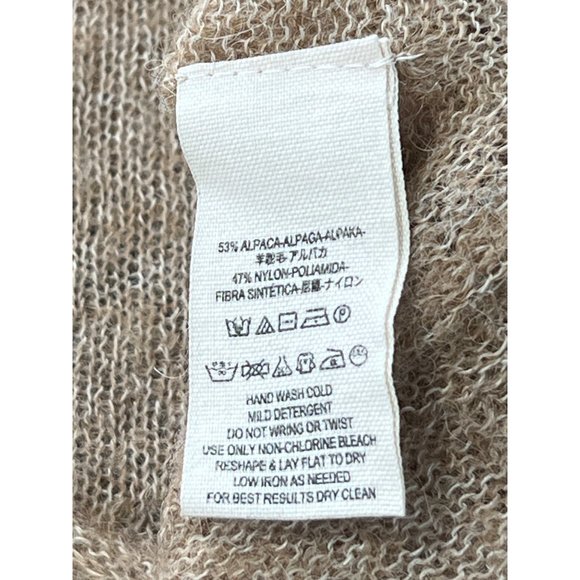 53% ALPACA-ALPAGA-ALPAKA-
羊駝毛-アルパカ
47% NYLON-POLIAMIDA-
FIBRA SINTÉTICA-尼龍-ナイロン
HAND WASH COLD
MILD DETERGENT
DO NOT WRING OR TWIST
USE ONLY NON-CHLORINE BLEACH
RESHAPE & LAY FLAT TO DRY
LOW IRON AS NEEDED
FOR BEST RESULTS DRY CLEAN